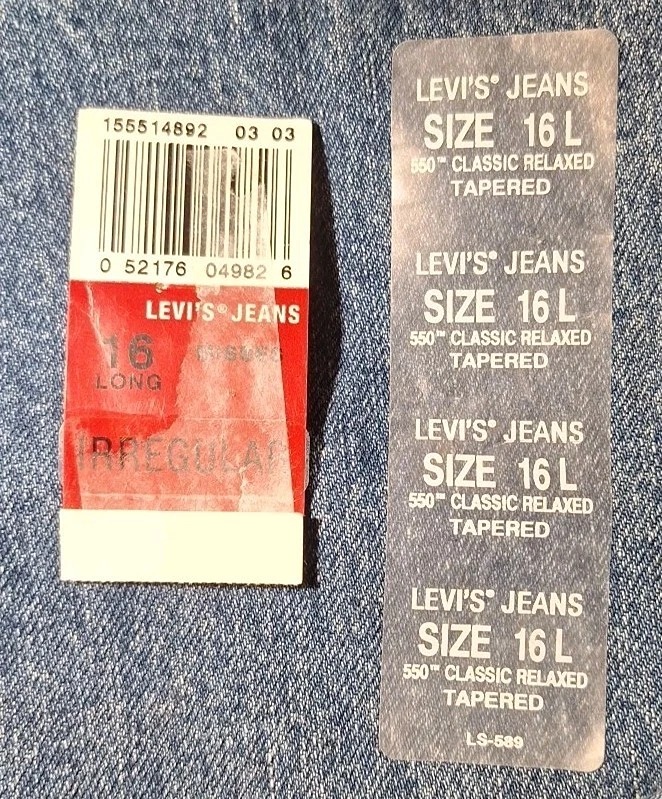 155514892 03 03
0 52176 04982 6
LEVI'S® JEANS
16
LONG
IRREGULAR
LEVI'S® JEANS
SIZE 16 L
550™ CLASSIC RELAXED
TAPERED
LEVI'S® JEANS
SIZE 16 L
550™ CLASSIC RELAXED
TAPERED
LEVI'S® JEANS
SIZE 16 L
550™ CLASSIC RELAXED
TAPERED
LEVI'S® JEANS
SIZE 16 L
550™ CLASSIC RELAXED
TAPERED
LS-589